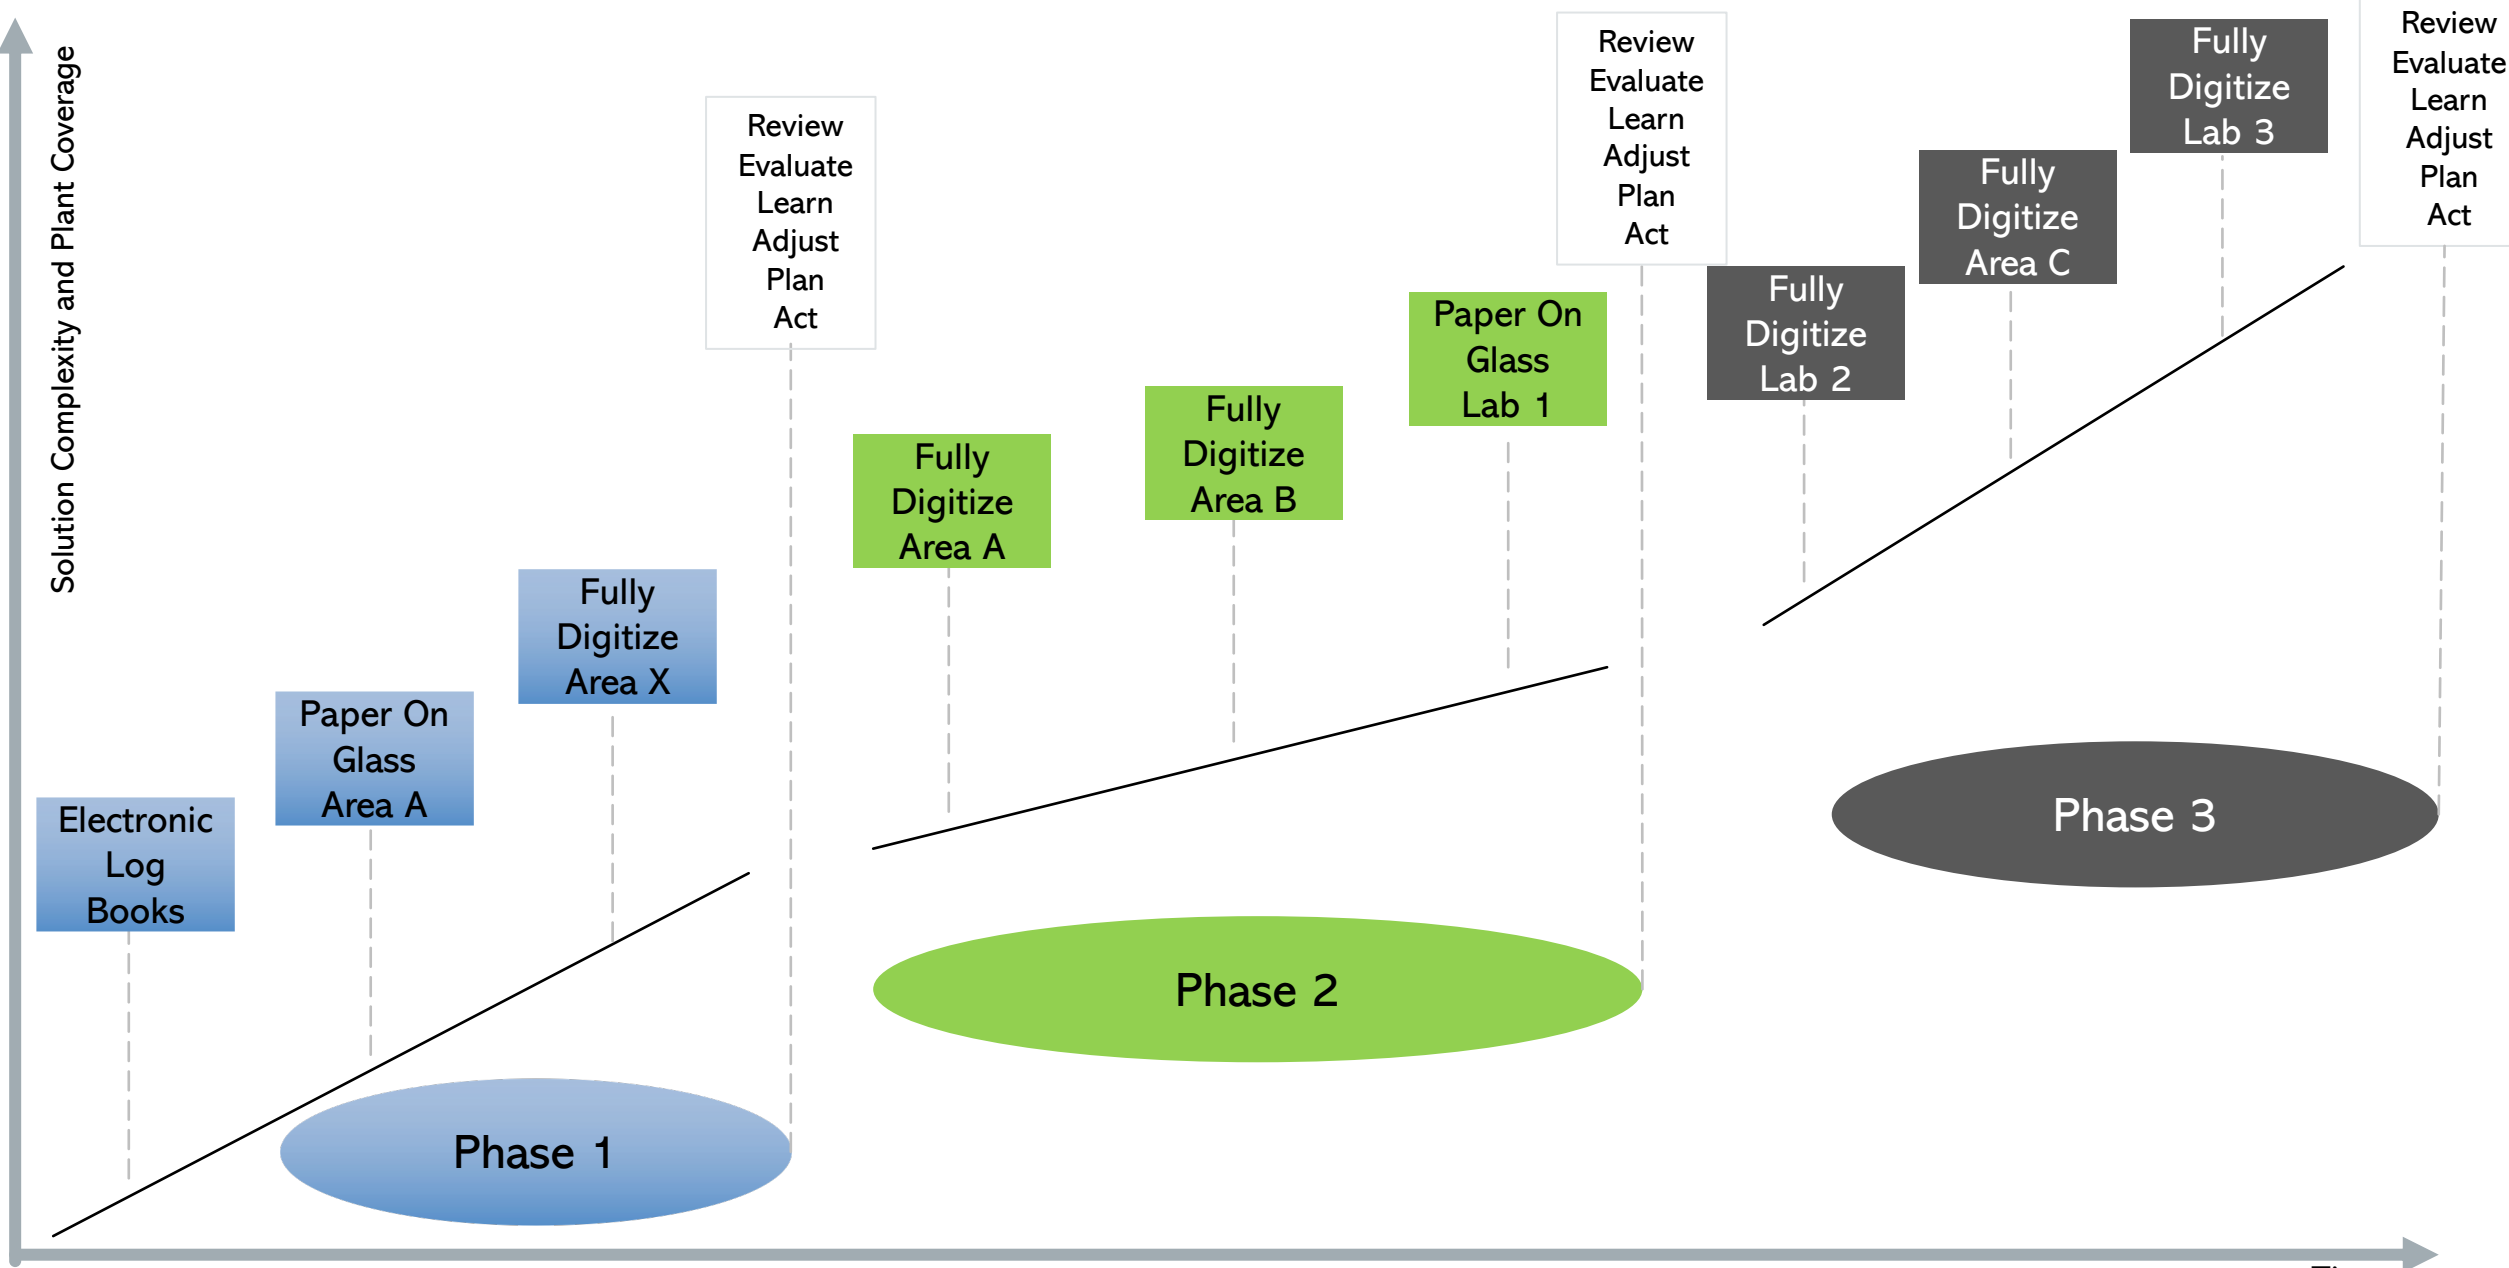 Solution Complexity and Plant Coverage
Electronic
Log
Books
Paper On
Glass
Area A
Fully
Digitize
Area X
Review
Evaluate
Learn
Adjust
Plan
Act
Phase 1
Fully
Digitize
Area A
Fully
Digitize
Area B
Paper On
Glass
Lab 1
Review
Evaluate
Learn
Adjust
Plan
Act
Phase 2
Fully
Digitize
Lab 2
Fully
Digitize
Area C
Fully
Digitize
Lab 3
Review
Evaluate
Learn
Adjust
Plan
Act
Phase 3